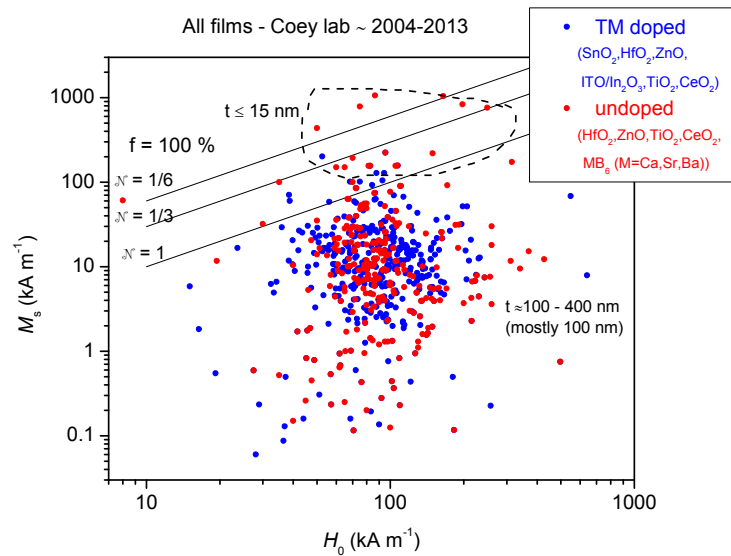 All films - Coey lab ~ 2004-2013
TM doped
(SnO₂,HfO₂,ZnO,
ITO/In₂O₃,TiO₂,CeO₂)
undoped
(HfO₂,ZnO,TiO₂,CeO₂,
MB₆ (M=Ca,Sr,Ba))
1000
100
10
1
0.1
Mₛ (kA m⁻¹)
t ≤ 15 nm
f = 100 %
𝒩 = 1/6
𝒩 = 1/3
𝒩 = 1
t ≈100 - 400 nm
(mostly 100 nm)
10
100
1000
H₀ (kA m⁻¹)